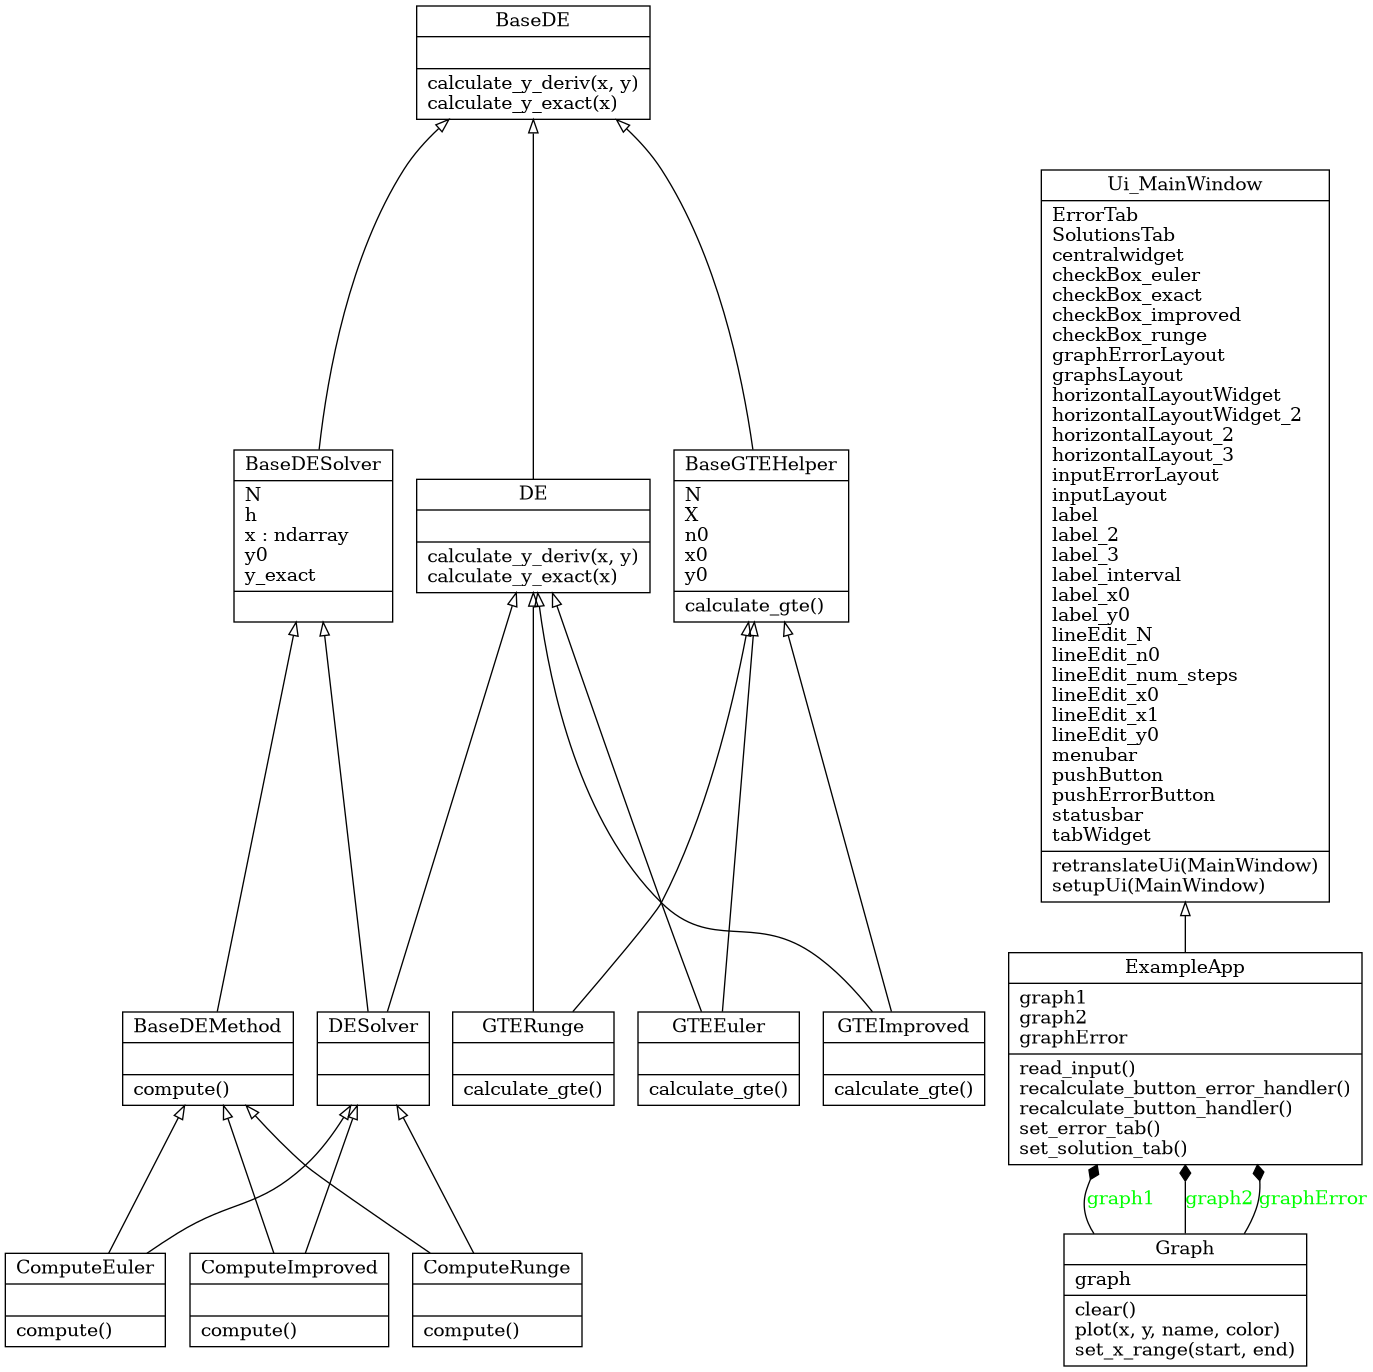 BaseDE
calculate_y_deriv(x, y)
calculate_y_exact(x)
Ui_MainWindow
ErrorTab
SolutionsTab
centralwidget
checkBox_euler
checkBox_exact
checkBox_improved
checkBox_runge
graphErrorLayout
graphsLayout
horizontalLayoutWidget
horizontalLayoutWidget_2
horizontalLayout_2
horizontalLayout_3
inputErrorLayout
inputLayout
label
label_2
label_3
label_interval
label_x0
label_y0
lineEdit_N
lineEdit_n0
lineEdit_num_steps
lineEdit_x0
lineEdit_x1
lineEdit_y0
menubar
pushButton
pushErrorButton
statusbar
tabWidget
retranslateUi(MainWindow)
setupUi(MainWindow)
BaseDESolver
N
h
x : ndarray
y0
y_exact
DE
calculate_y_deriv(x, y)
calculate_y_exact(x)
BaseGTEHelper
N
X
n0
x0
y0
calculate_gte()
BaseDEMethod
compute()
DESolver
GTERunge
calculate_gte()
GTEEuler
calculate_gte()
GTEImproved
calculate_gte()
ExampleApp
graph1
graph2
graphError
read_input()
recalculate_button_error_handler()
recalculate_button_handler()
set_error_tab()
set_solution_tab()
graph1
graph2
graphError
ComputeEuler
compute()
ComputeImproved
compute()
ComputeRunge
compute()
Graph
graph
clear()
plot(x, y, name, color)
set_x_range(start, end)